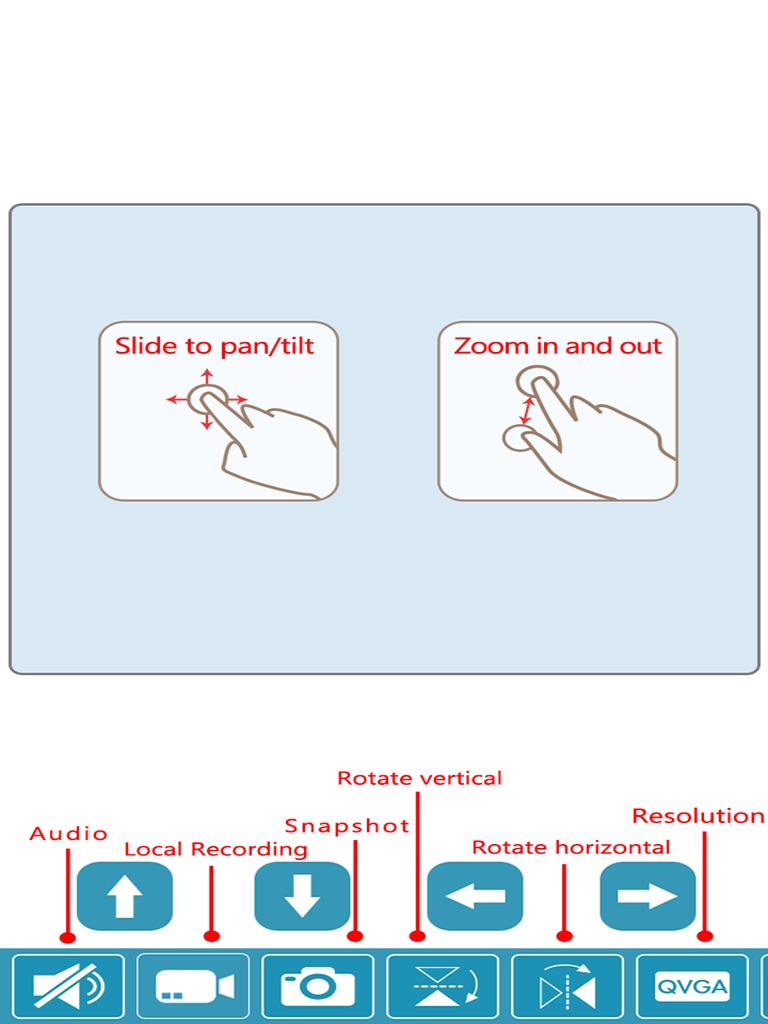 Slide to pan/tilt
Zoom in and out
Rotate vertical
Resolution
Snapshot
Audio
Local Recording
Rotate horizontal
QVGA